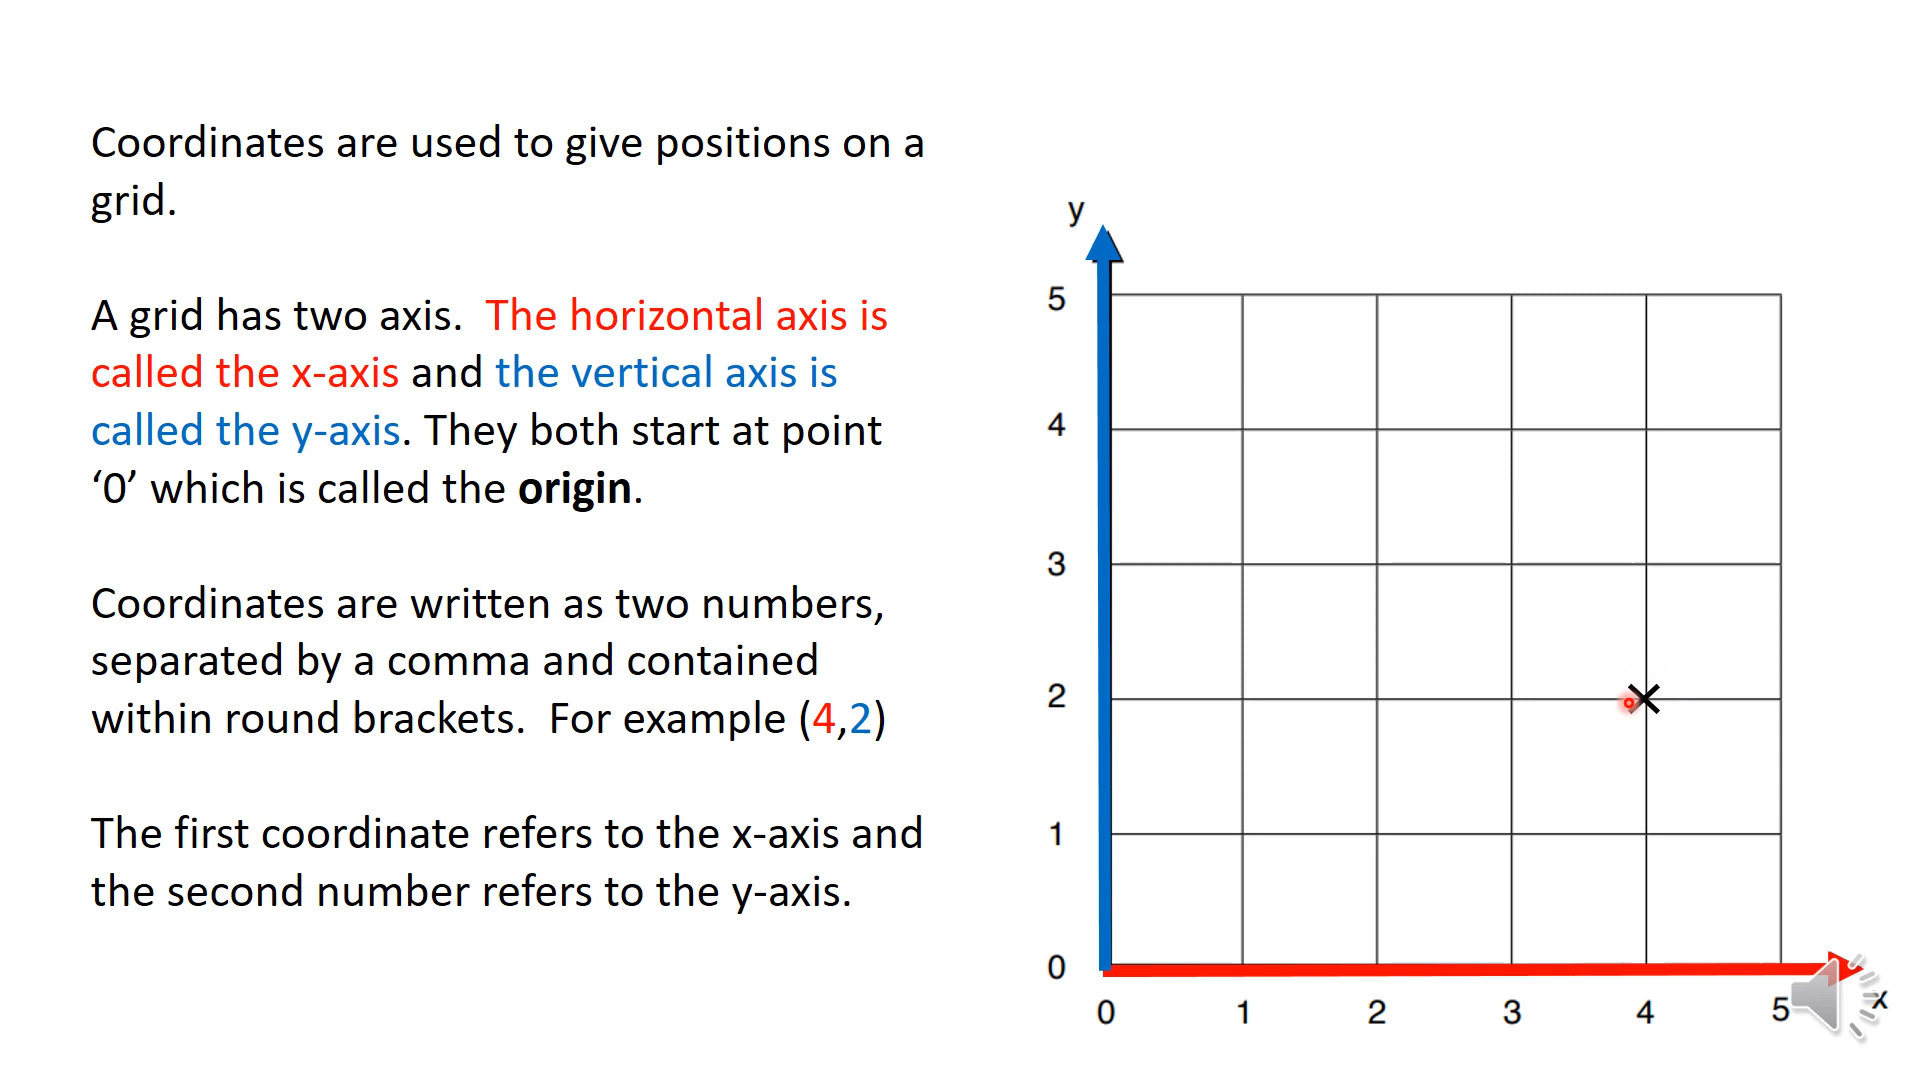 Coordinates are used to give positions on a
grid.
A grid has two axis.  The horizontal axis is
called the x-axis and the vertical axis is
called the y-axis. They both start at point
‘0’ which is called the origin.
Coordinates are written as two numbers,
separated by a comma and contained
within round brackets.  For example (4,2)
The first coordinate refers to the x-axis and
the second number refers to the y-axis.
y
5
4
3
2
1
0
0 1 2 3 4 5 x